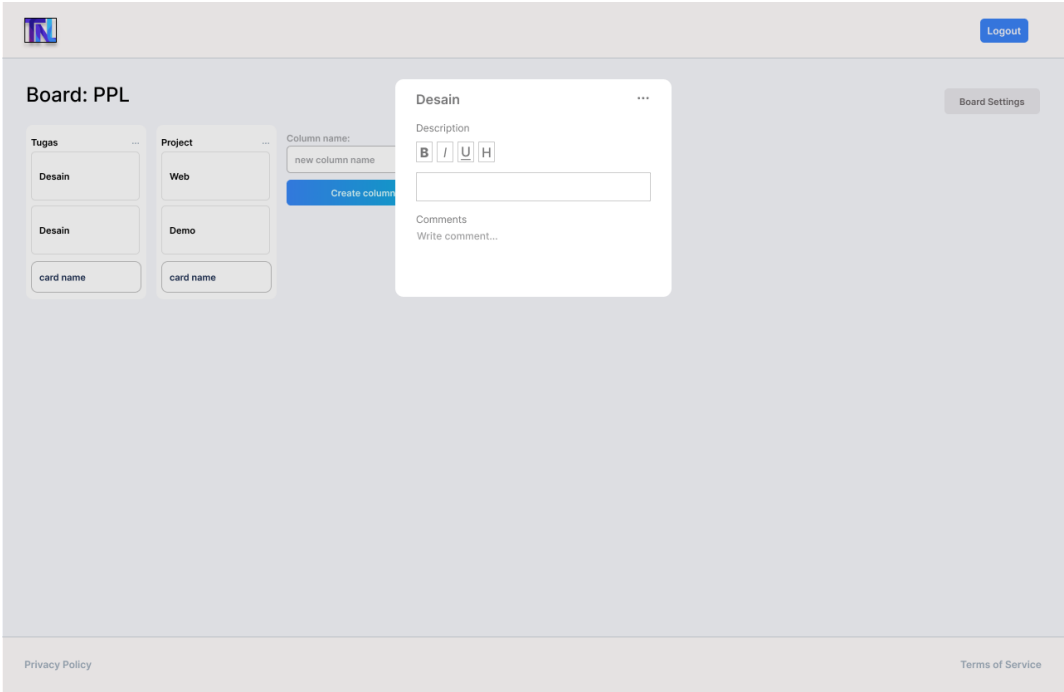 TN
Logout
Board: PPL
Board Settings
Tugas ...
Desain
Desain
card name
Project ...
Web
Demo
card name
Column name:
new column name
Create column
Desain ...
Description
B I U H
Comments
Write comment...
Privacy Policy
Terms of Service